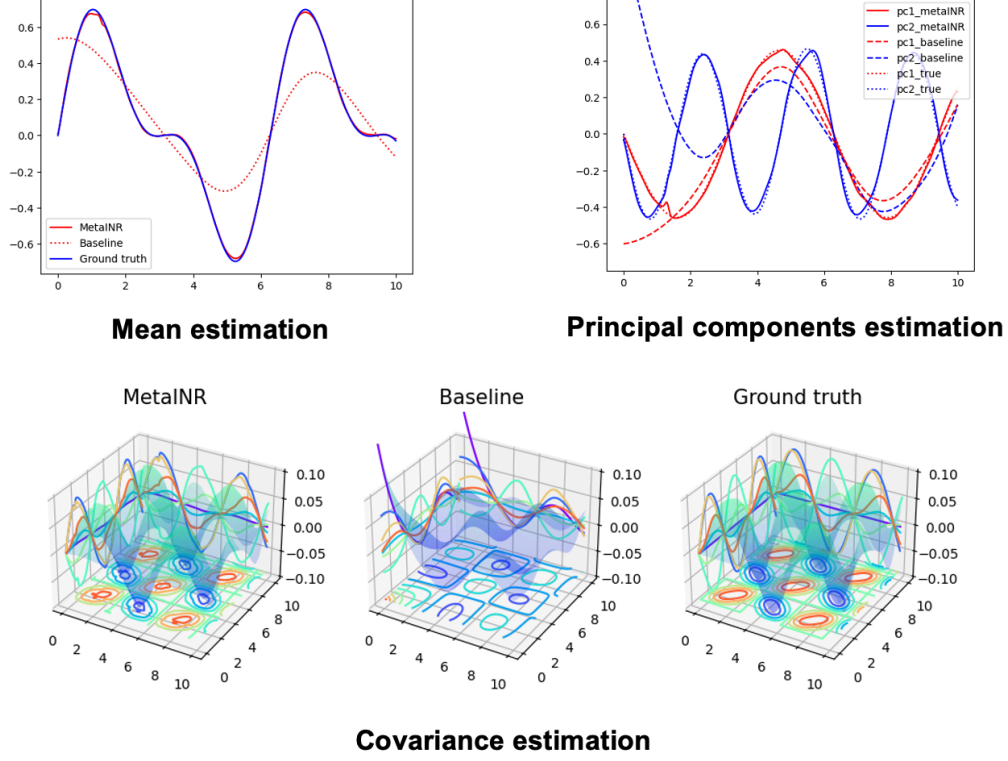 0.6
0.4
0.2
0.0
−0.2
−0.4
−0.6
MetaINR
Baseline
Ground truth
0 2 4 6 8 10
Mean estimation
0.6
0.4
0.2
0.0
−0.2
−0.4
−0.6
pc1_metaINR
pc2_metaINR
pc1_baseline
pc2_baseline
pc1_true
pc2_true
0 2 4 6 8 10
Principal components estimation
MetaINR
0.10
0.05
0.00
−0.05
−0.10
0 2 4 6 8 10
0 2 4 6 8 10
Baseline
0.10
0.05
0.00
−0.05
−0.10
0 2 4 6 8 10
0 2 4 6 8 10
Ground truth
0.10
0.05
0.00
−0.05
−0.10
0 2 4 6 8 10
0 2 4 6 8 10
Covariance estimation